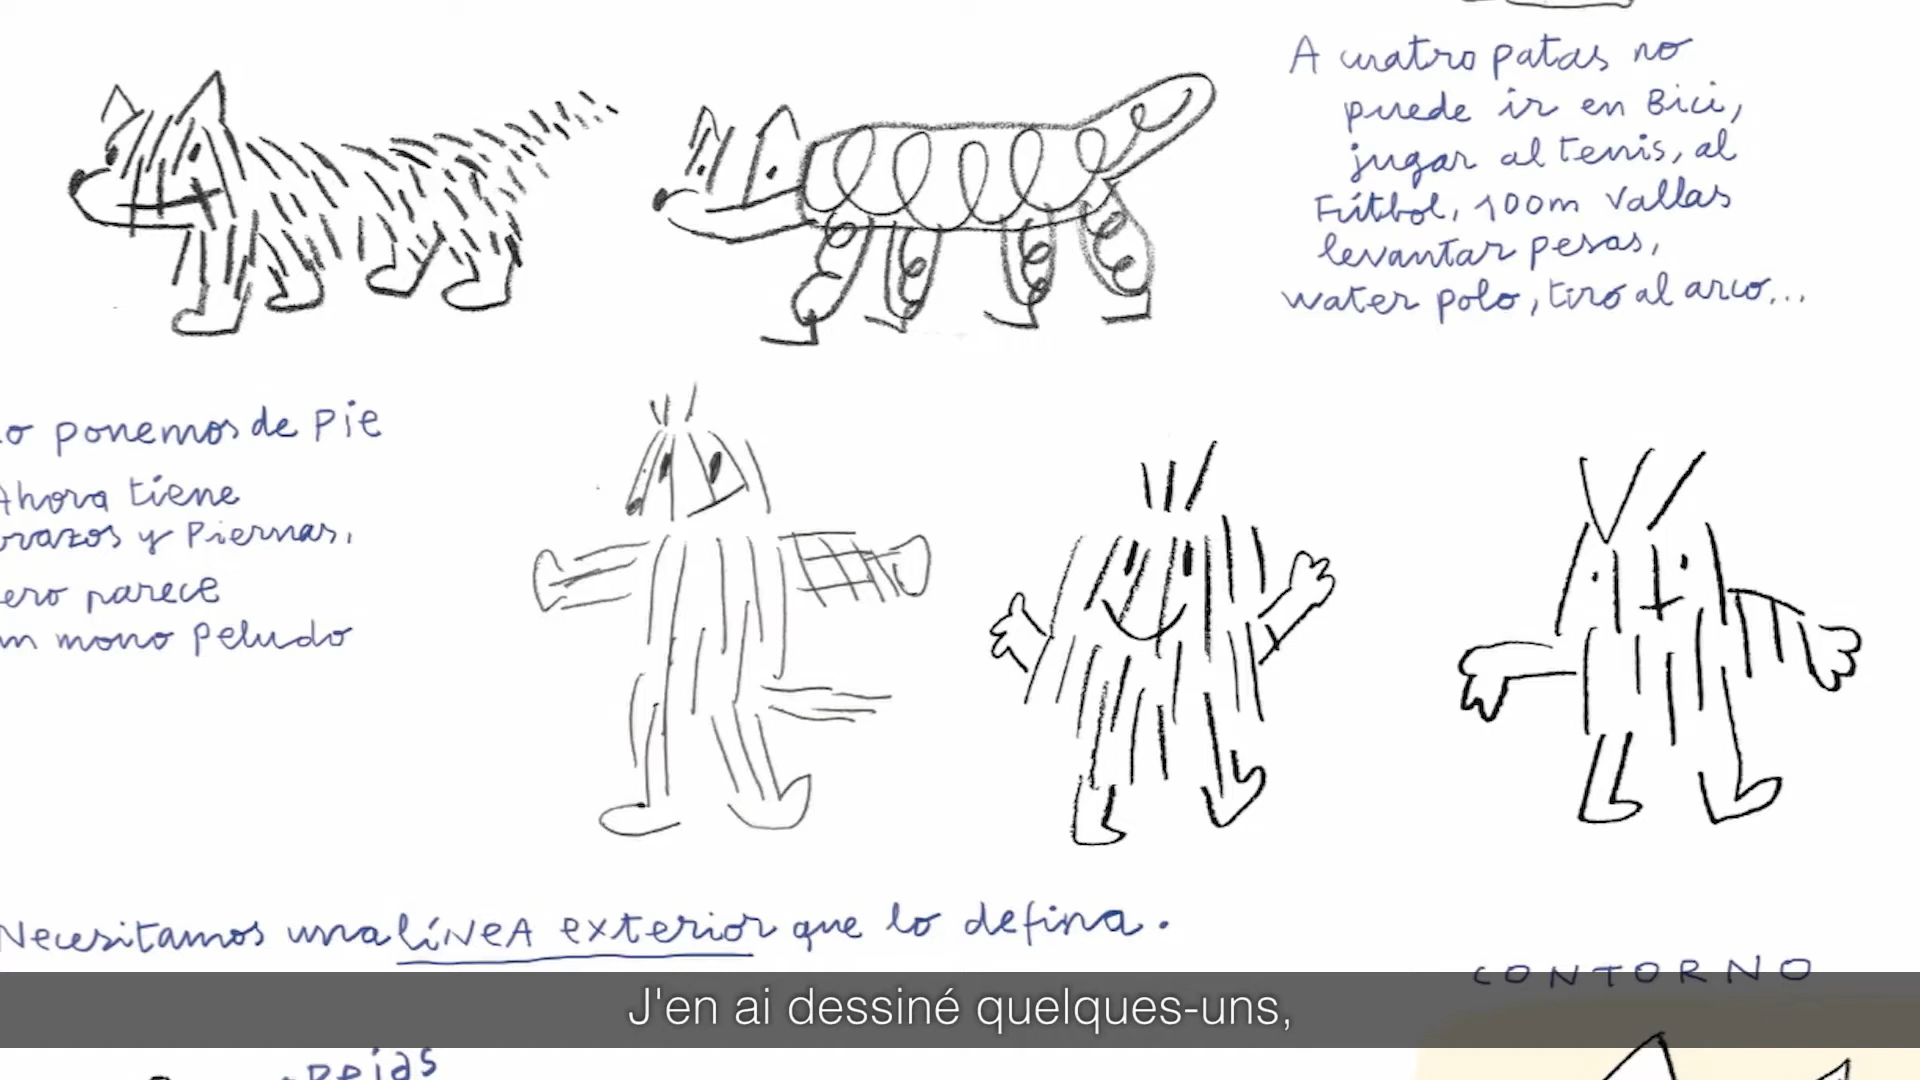 A cuatro patas no
puede ir en Bici,
jugar al tenis, al
Fútbol, 100m vallas
levantar pesas,
water polo, tiro al arco...
o ponemos de Pie
Ahora tiene
brazos y Piernas,
ero parece
un mono Peludo
Necesitamos una líNeA exterior que lo defina.
CONTORNO
J'en ai dessiné quelques-uns,